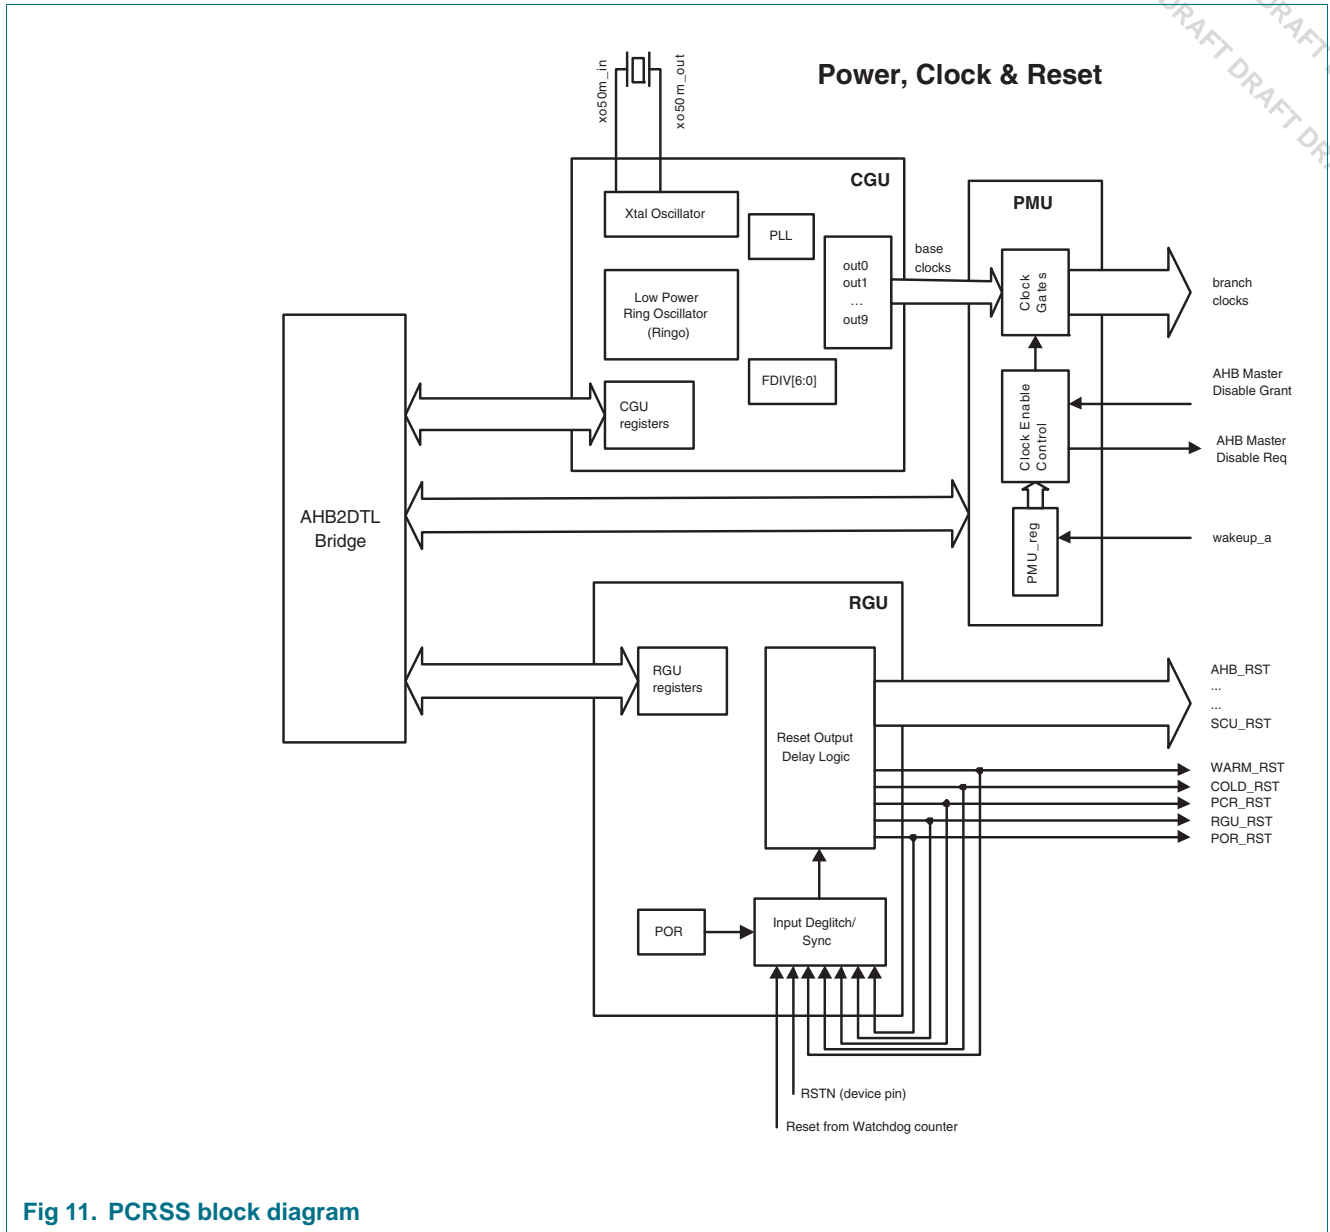 DRAFT DRAFT DRA
DRAFT
xo50m_in
xo50m_out
Power, Clock & Reset
CGU
Xtal Oscillator
PLL
out0
out1
...
out9
Low Power
Ring Oscillator
(Ringo)
FDIV[6:0]
CGU
registers
base
clocks
PMU
Clock
Gates
branch
clocks
Clock Enable
Control
AHB Master
Disable Grant
AHB Master
Disable Req
PMU_reg
wakeup_a
AHB2DTL
Bridge
RGU
RGU
registers
Reset Output
Delay Logic
AHB_RST
...
...
SCU_RST
WARM_RST
COLD_RST
PCR_RST
RGU_RST
POR_RST
POR
Input Deglitch/
Sync
RSTN (device pin)
Reset from Watchdog counter
Fig 11. PCRSS block diagram